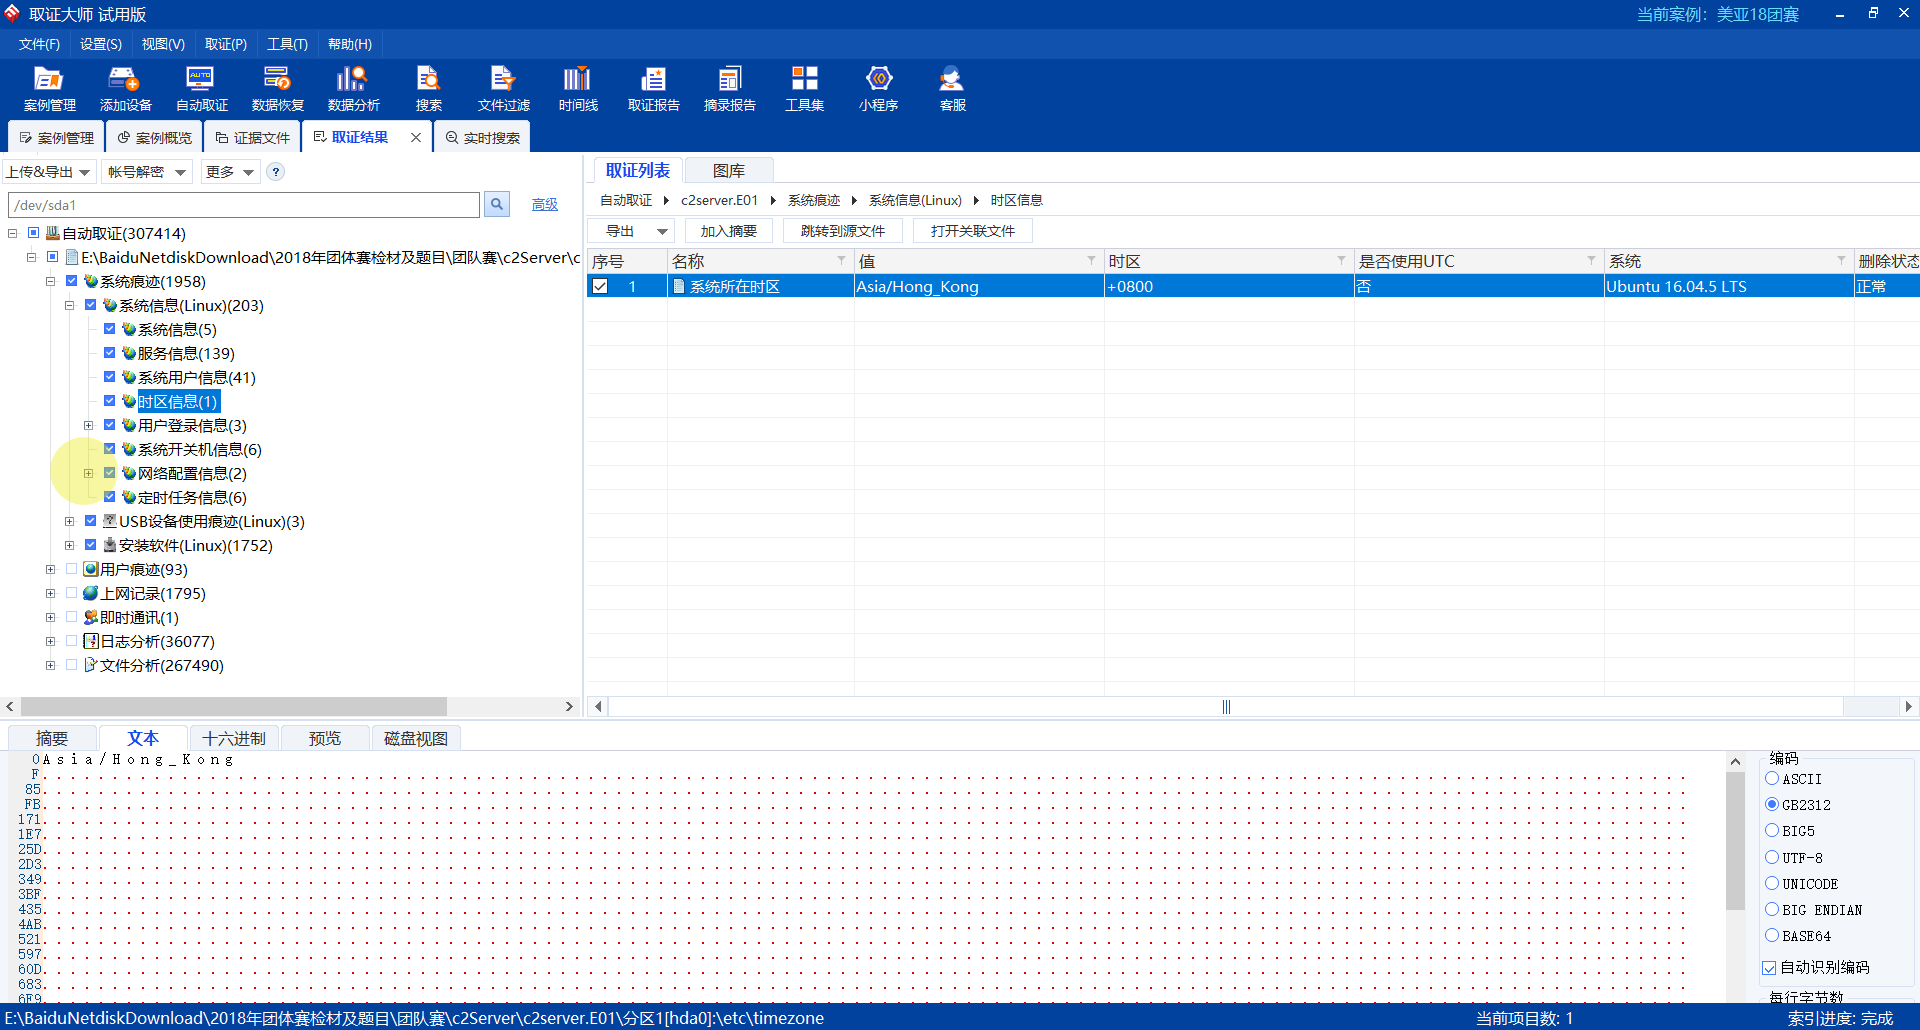 取证大师 试用版
当前案例：美亚18团赛
文件(F) 设置(S) 视图(V) 取证(P) 工具(T) 帮助(H)
案例管理 添加设备 自动取证 数据恢复 数据分析 搜索 文件过滤 时间线 取证报告 摘录报告 工具集 小程序 客服
案例管理 案例概览 证据文件 取证结果 实时搜索
上传&导出 帐号解密 更多 ?
/dev/sda1 高级
自动取证(307414)
E:\BaiduNetdiskDownload\2018年团体赛检材及题目\团队赛\c2Server\c
系统痕迹(1958)
系统信息(Linux)(203)
系统信息(5)
服务信息(139)
系统用户信息(41)
时区信息(1)
用户登录信息(3)
系统开关机信息(6)
网络配置信息(2)
定时任务信息(6)
USB设备使用痕迹(Linux)(3)
安装软件(Linux)(1752)
用户痕迹(93)
上网记录(1795)
即时通讯(1)
日志分析(36077)
文件分析(267490)
取证列表 图库
自动取证 c2server.E01 系统痕迹 系统信息(Linux) 时区信息
导出 加入摘要 跳转到源文件 打开关联文件
序号 名称 值 时区 是否使用UTC 系统 删除状态
1 系统所在时区 Asia/Hong_Kong +0800 否 Ubuntu 16.04.5 LTS 正常
摘要 文本 十六进制 预览 磁盘视图
0 Asia/Hong_Kong
F
85
FB
171
1E7
25D
2D3
349
3BF
435
4AB
521
597
60D
683
6F9
编码
ASCII
GB2312
BIG5
UTF-8
UNICODE
BIG ENDIAN
BASE64
自动识别编码
每行字节数
E:\BaiduNetdiskDownload\2018年团体赛检材及题目\团队赛\c2Server\c2server.E01\分区1[hda0]:\etc\timezone
当前项目数: 1
索引进度: 完成